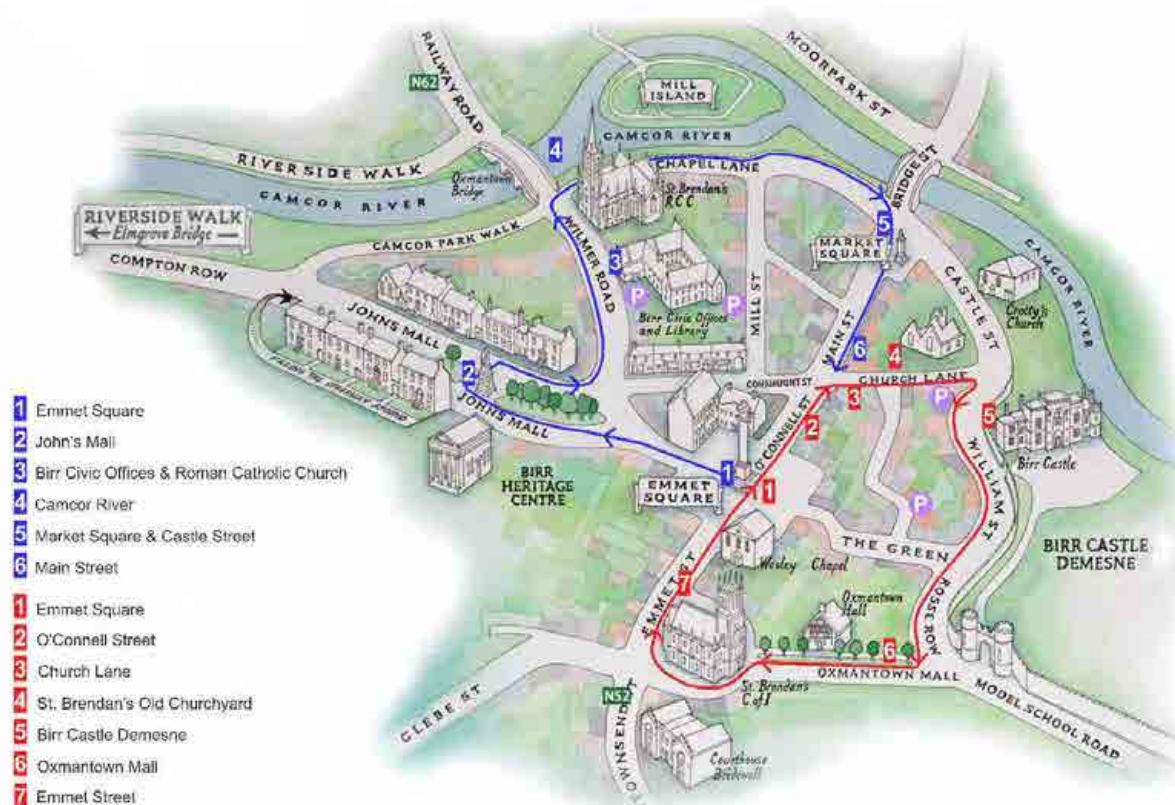 RAILWAY ROAD
N62
MOORPARK ST
MILL
ISLAND
CAMCOR RIVER
4
RIVERSIDE WALK
CAMCOR RIVER
Oxmantown
Bridge
CHAPEL LANE
St. Brendan's
R.C.C
BRIDGE ST
5
RIVERSIDE WALK
Elmgrove Bridge
CAMCOR PARK WALK
WILMER ROAD
3
MARKET
SQUARE
CAMCOR RIVER
COMPTON ROW
P
P
Birr Civic Offices
and Library
MILL ST
MAIN ST
CASTLE ST
Crotty's
Church
JOHNS MALL
2
6
4
CONNAUGHT ST
CHURCH LANE
3
P
5
JOHNS MALL
O'CONNELL ST
2
Birr Castle
WILLIAM ST
BIRR
HERITAGE
CENTRE
1
EMMET
SQUARE
1
P
THE GREEN
BIRR CASTLE
DEMESNE
Wesley Chapel
EMMET ST
7
Oxmantown
Hall
ROSSE ROW
6
OXMANTOWN MALL
St. Brendan's
C of I
MODEL SCHOOL ROAD
GLEBE ST
N52
TOWNSEND ST
Courthouse
Bridewell
1 Emmet Square
2 John's Mall
3 Birr Civic Offices & Roman Catholic Church
4 Camcor River
5 Market Square & Castle Street
6 Main Street
1 Emmet Square
2 O'Connell Street
3 Church Lane
4 St. Brendan's Old Churchyard
5 Birr Castle Demesne
6 Oxmantown Mall
7 Emmet Street